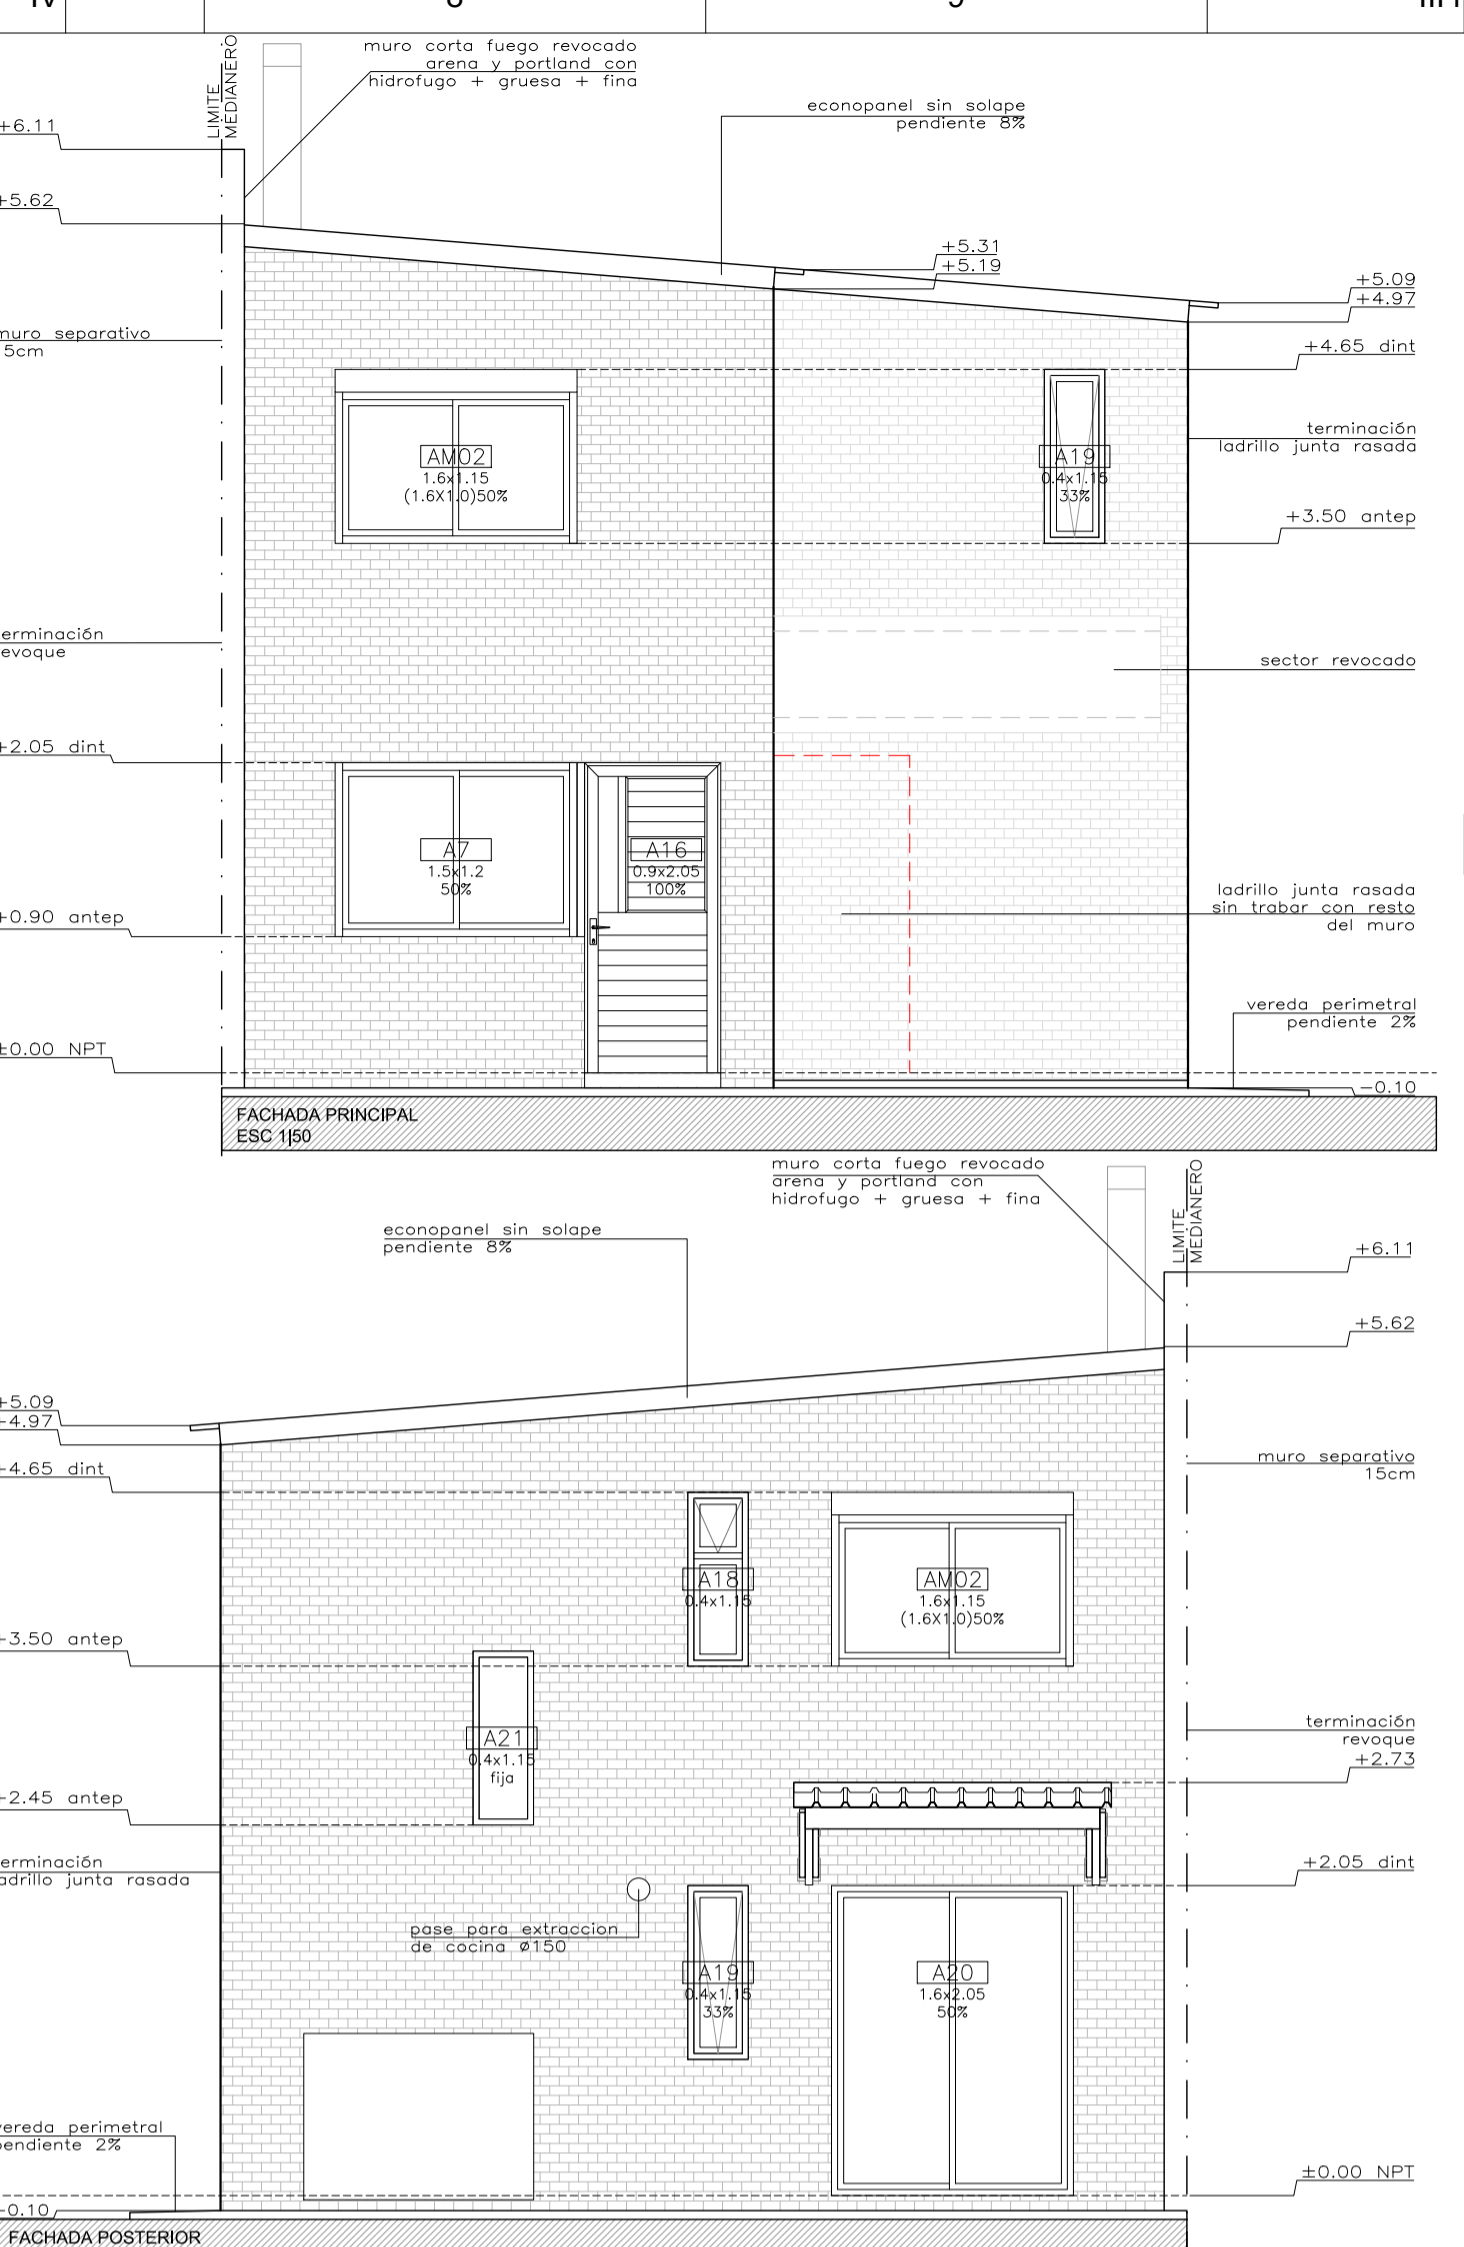 IV
8
9
muro corta fuego revocado
arena y portland con
hidrofugo + gruesa + fina
LIMITE
MEDIANERO
econopanel sin solape
pendiente 8%
+6.11
+5.62
+5.31
+5.19
+5.09
+4.97
muro separativo
5cm
+4.65 dint
terminación
ladrillo junta rasada
AM02
1.6x1.15
(1.6X1.0)50%
A19
0.4x1.15
33%
+3.50 antep
erminación
evoque
sector revocado
+2.05 dint
A7
1.5x1.2
50%
A16
0.9x2.05
100%
+0.90 antep
ladrillo junta rasada
sin trabar con resto
del muro
vereda perimetral
pendiente 2%
±0.00 NPT
-0.10
FACHADA PRINCIPAL
ESC 1|50
muro corta fuego revocado
arena y portland con
hidrofugo + gruesa + fina
LIMITE
MEDIANERO
econopanel sin solape
pendiente 8%
+6.11
+5.62
+5.09
+4.97
+4.65 dint
muro separativo
15cm
A18
0.4x1.15
AM02
1.6x1.15
(1.6X1.0)50%
+3.50 antep
A21
0.4x1.15
fija
terminación
revoque
+2.73
+2.45 antep
erminación
adrillo junta rasada
+2.05 dint
pase para extraccion
de cocina ø150
A19
0.4x1.15
33%
A20
1.6x2.05
50%
vereda perimetral
pendiente 2%
±0.00 NPT
-0.10
FACHADA POSTERIOR